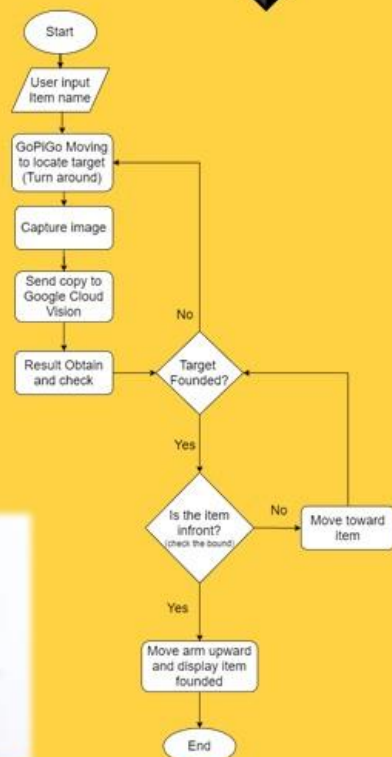 Start
User input
Item name
GoPiGo Moving
to locate target
(Turn around)
Capture image
Send copy to
Google Cloud
Vision
Result Obtain
and check
No
Target
Founded?
Yes
Is the item
infront?
(check the bound)
No
Move toward
item
Yes
Move arm upward
and display item
founded
End